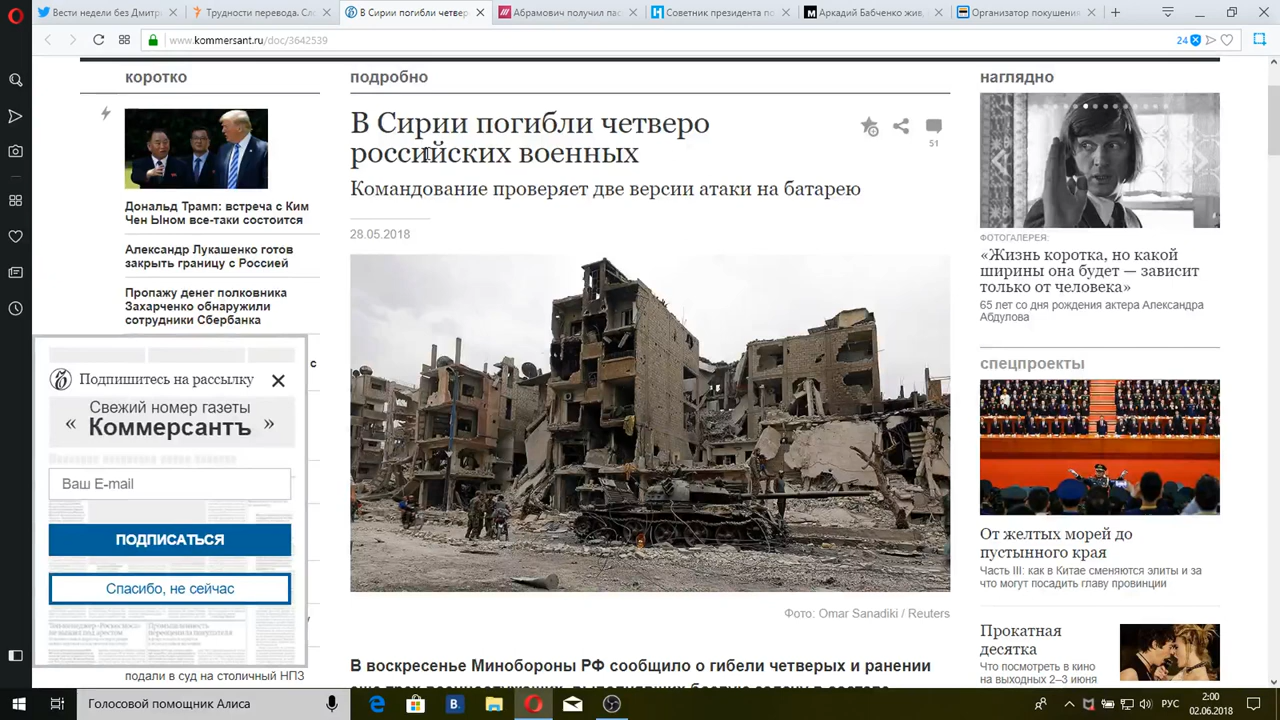 Вести недели без Дмитр
Трудности перевода. Сло
В Сирии погибли четвер
Абрамович получил пас
Советник президента по
Аркадий Бабченко жив,
Организатор покушения
www.kommersant.ru/doc/3642539
24
коротко
Дональд Трамп: встреча с Ким
Чен Ыном все-таки состоится
Александр Лукашенко готов
закрыть границу с Россией
Пропажу денег полковника
Захарченко обнаружили
сотрудники Сбербанка
с
Подпишитесь на рассылку
Свежий номер газеты
« Коммерсантъ »
Ваш E-mail
ПОДПИСАТЬСЯ
Спасибо, не сейчас
подали в суд на столичный НПЗ
подробно
В Сирии погибли четверо
российских военных
51
Командование проверяет две версии атаки на батарею
28.05.2018
Фото: Omar Sanadiki / Reuters
В воскресенье Минобороны РФ сообщило о гибели четверых и ранении
наглядно
ФОТОГАЛЕРЕЯ:
«Жизнь коротка, но какой
ширины она будет — зависит
только от человека»
65 лет со дня рождения актера Александра
Абдулова
спецпроекты
От желтых морей до
пустынного края
Часть III: как в Китае сменяются элиты и за
что могут посадить главу провинции
Прокатная
десятка
Что посмотреть в кино
на выходных 2–3 июня
Голосовой помощник Алиса
РУС
2:00
02.06.2018